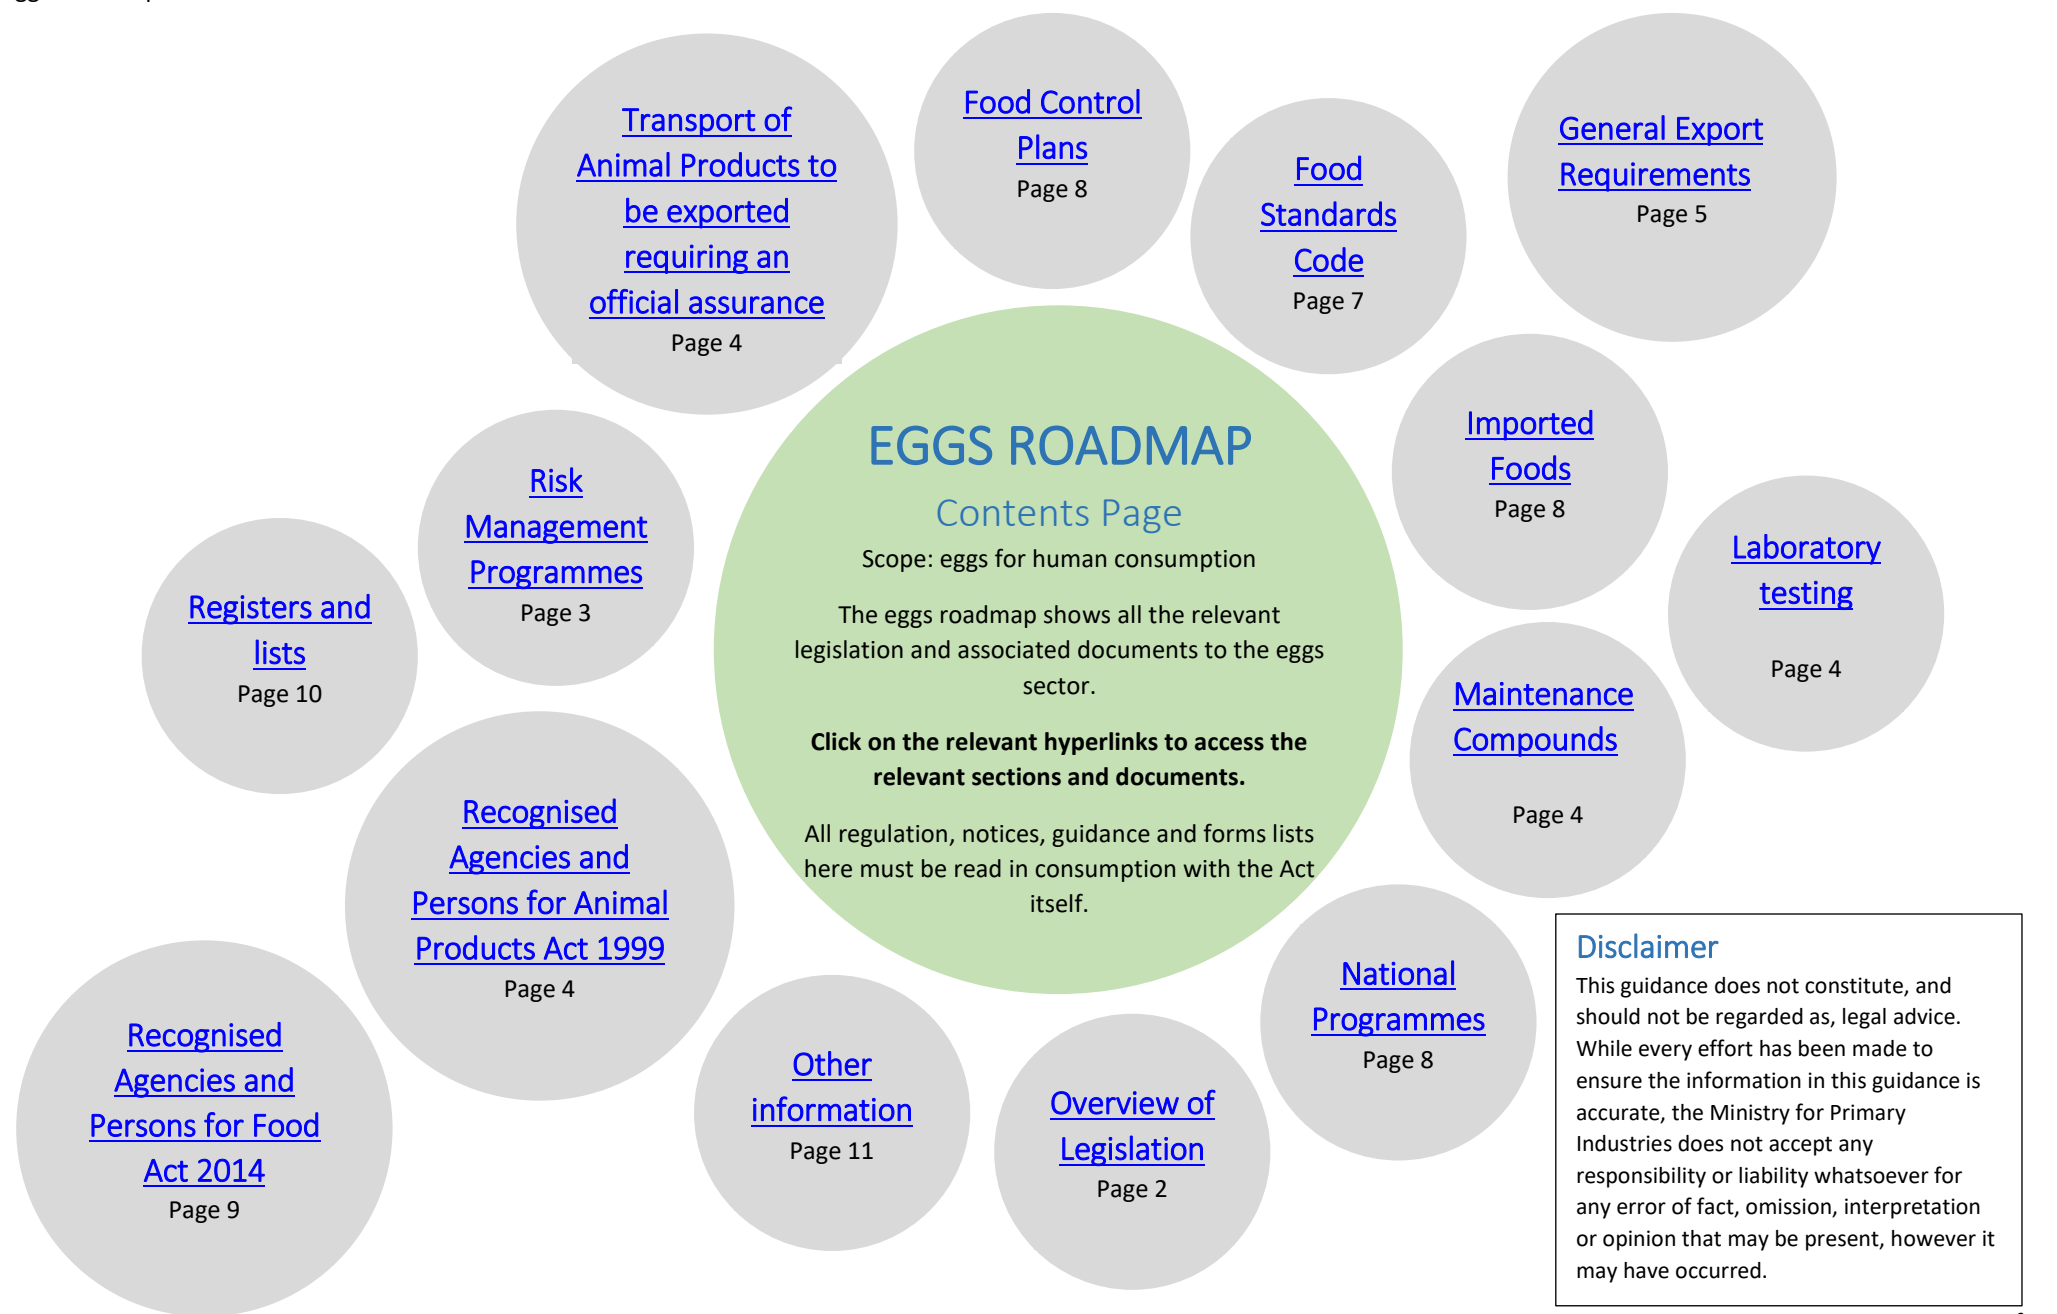 Transport of
Animal Products to
be exported
requiring an
official assurance
Page 4
Food Control
Plans
Page 8
Food
Standards
Code
Page 7
General Export
Requirements
Page 5
Imported
Foods
Page 8
Laboratory
testing
Page 4
Maintenance
Compounds
Page 4
Risk
Management
Programmes
Page 3
Registers and
lists
Page 10
EGGS ROADMAP
Contents Page
Scope: eggs for human consumption
The eggs roadmap shows all the relevant
legislation and associated documents to the eggs
sector.
Click on the relevant hyperlinks to access the
relevant sections and documents.
All regulation, notices, guidance and forms lists
here must be read in consumption with the Act
itself.
Recognised
Agencies and
Persons for Animal
Products Act 1999
Page 4
Recognised
Agencies and
Persons for Food
Act 2014
Page 9
Other
information
Page 11
Overview of
Legislation
Page 2
National
Programmes
Page 8
Disclaimer
This guidance does not constitute, and
should not be regarded as, legal advice.
While every effort has been made to
ensure the information in this guidance is
accurate, the Ministry for Primary
Industries does not accept any
responsibility or liability whatsoever for
any error of fact, omission, interpretation
or opinion that may be present, however it
may have occurred.